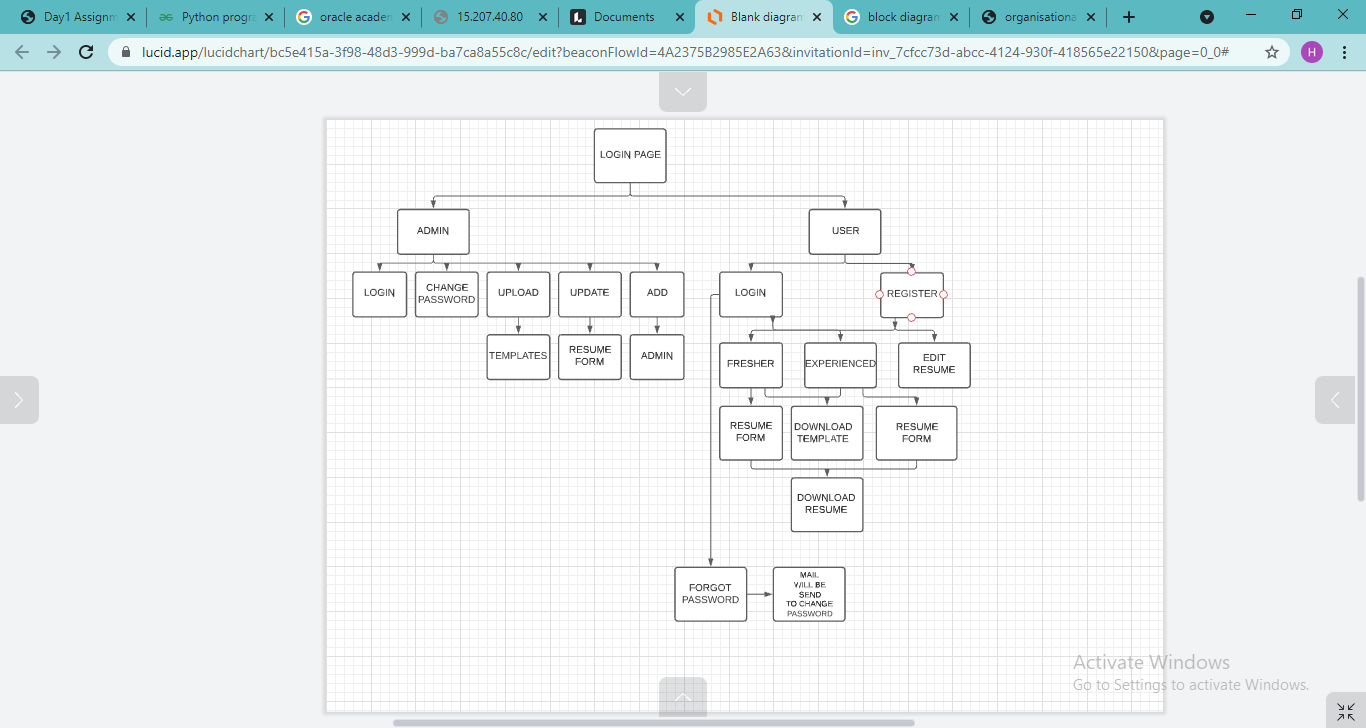 Day1 Assignm
Python progra
oracle acader
15.207.40.80
Documents
Blank diagram
block diagram
organisationa
lucid.app/lucidchart/bc5e415a-3f98-48d3-999d-ba7ca8a55c8c/edit?beaconFlowId=4A2375B2985E2A63&invitationId=inv_7cfcc73d-abcc-4124-930f-418565e22150&page=0_0#
H
LOGIN PAGE
ADMIN
USER
LOGIN
CHANGE
PASSWORD
UPLOAD
UPDATE
ADD
LOGIN
REGISTER
TEMPLATES
RESUME
FORM
ADMIN
FRESHER
EXPERIENCED
EDIT
RESUME
RESUME
FORM
DOWNLOAD
TEMPLATE
RESUME
FORM
DOWNLOAD
RESUME
FORGOT
PASSWORD
MAIL
WILL BE
SEND
TO CHANGE
PASSWORD
Activate Windows
Go to Settings to activate Windows.